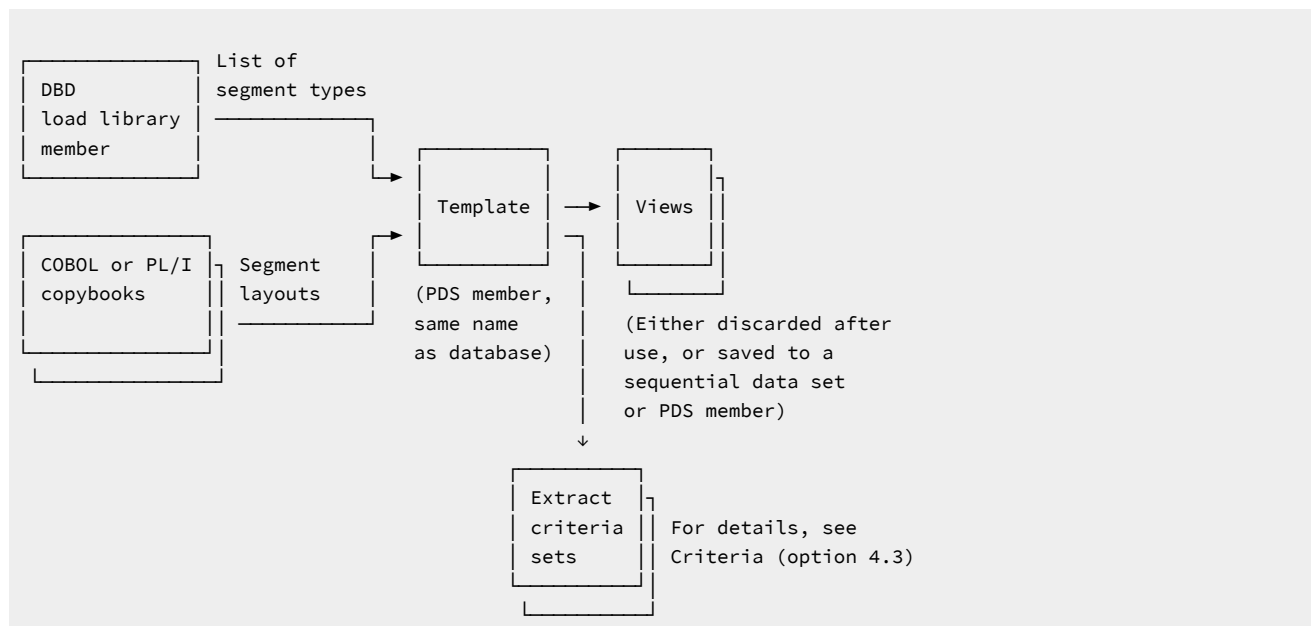 List of
segment types
DBD
load library
member
Template
Views
COBOL or PL/I
copybooks
Segment
layouts
(PDS member,
same name
as database)
(Either discarded after
use, or saved to a
sequential data set
or PDS member)
Extract
criteria
sets
For details, see
Criteria (option 4.3)